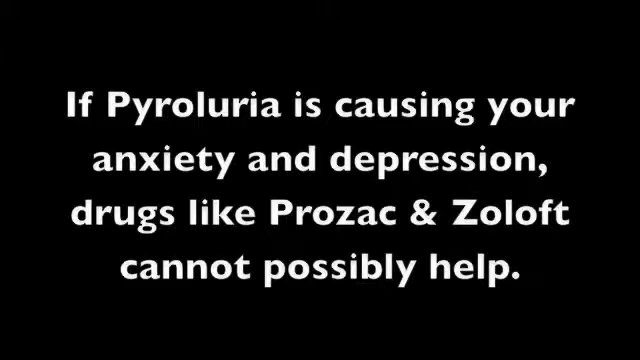 If Pyroluria is causing your
anxiety and depression,
drugs like Prozac & Zoloft
cannot possibly help.